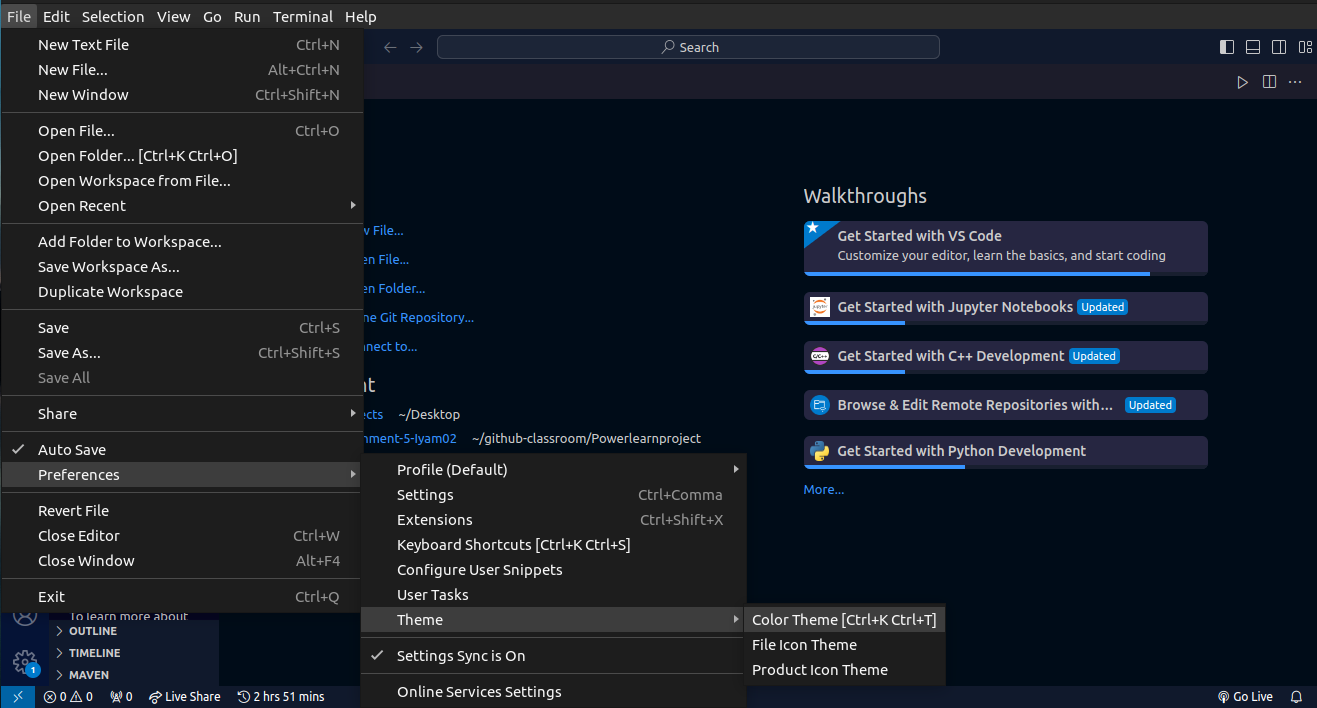 File Edit Selection View Go Run Terminal Help
Search
New Text File Ctrl+N
New File... Alt+Ctrl+N
New Window Ctrl+Shift+N
Open File... Ctrl+O
Open Folder... [Ctrl+K Ctrl+O]
Open Workspace from File...
Open Recent
Add Folder to Workspace...
Save Workspace As...
Duplicate Workspace
Save Ctrl+S
Save As... Ctrl+Shift+S
Save All
Share
Auto Save
Preferences
Revert File
Close Editor Ctrl+W
Close Window Alt+F4
Exit Ctrl+Q
Profile (Default)
Settings Ctrl+Comma
Extensions Ctrl+Shift+X
Keyboard Shortcuts [Ctrl+K Ctrl+S]
Configure User Snippets
User Tasks
Theme
Settings Sync is On
Online Services Settings
Color Theme [Ctrl+K Ctrl+T]
File Icon Theme
Product Icon Theme
w File...
en File...
en Folder...
ne Git Repository...
nnect to...
nt
ects ~/Desktop
nment-5-Iyam02 ~/github-classroom/Powerlearnproject
Walkthroughs
Get Started with VS Code
Customize your editor, learn the basics, and start coding
Get Started with Jupyter Notebooks Updated
Get Started with C++ Development Updated
Browse & Edit Remote Repositories with... Updated
Get Started with Python Development
More...
To learn more about
OUTLINE
TIMELINE
MAVEN
1
0 0 0 Live Share 2 hrs 51 mins Go Live